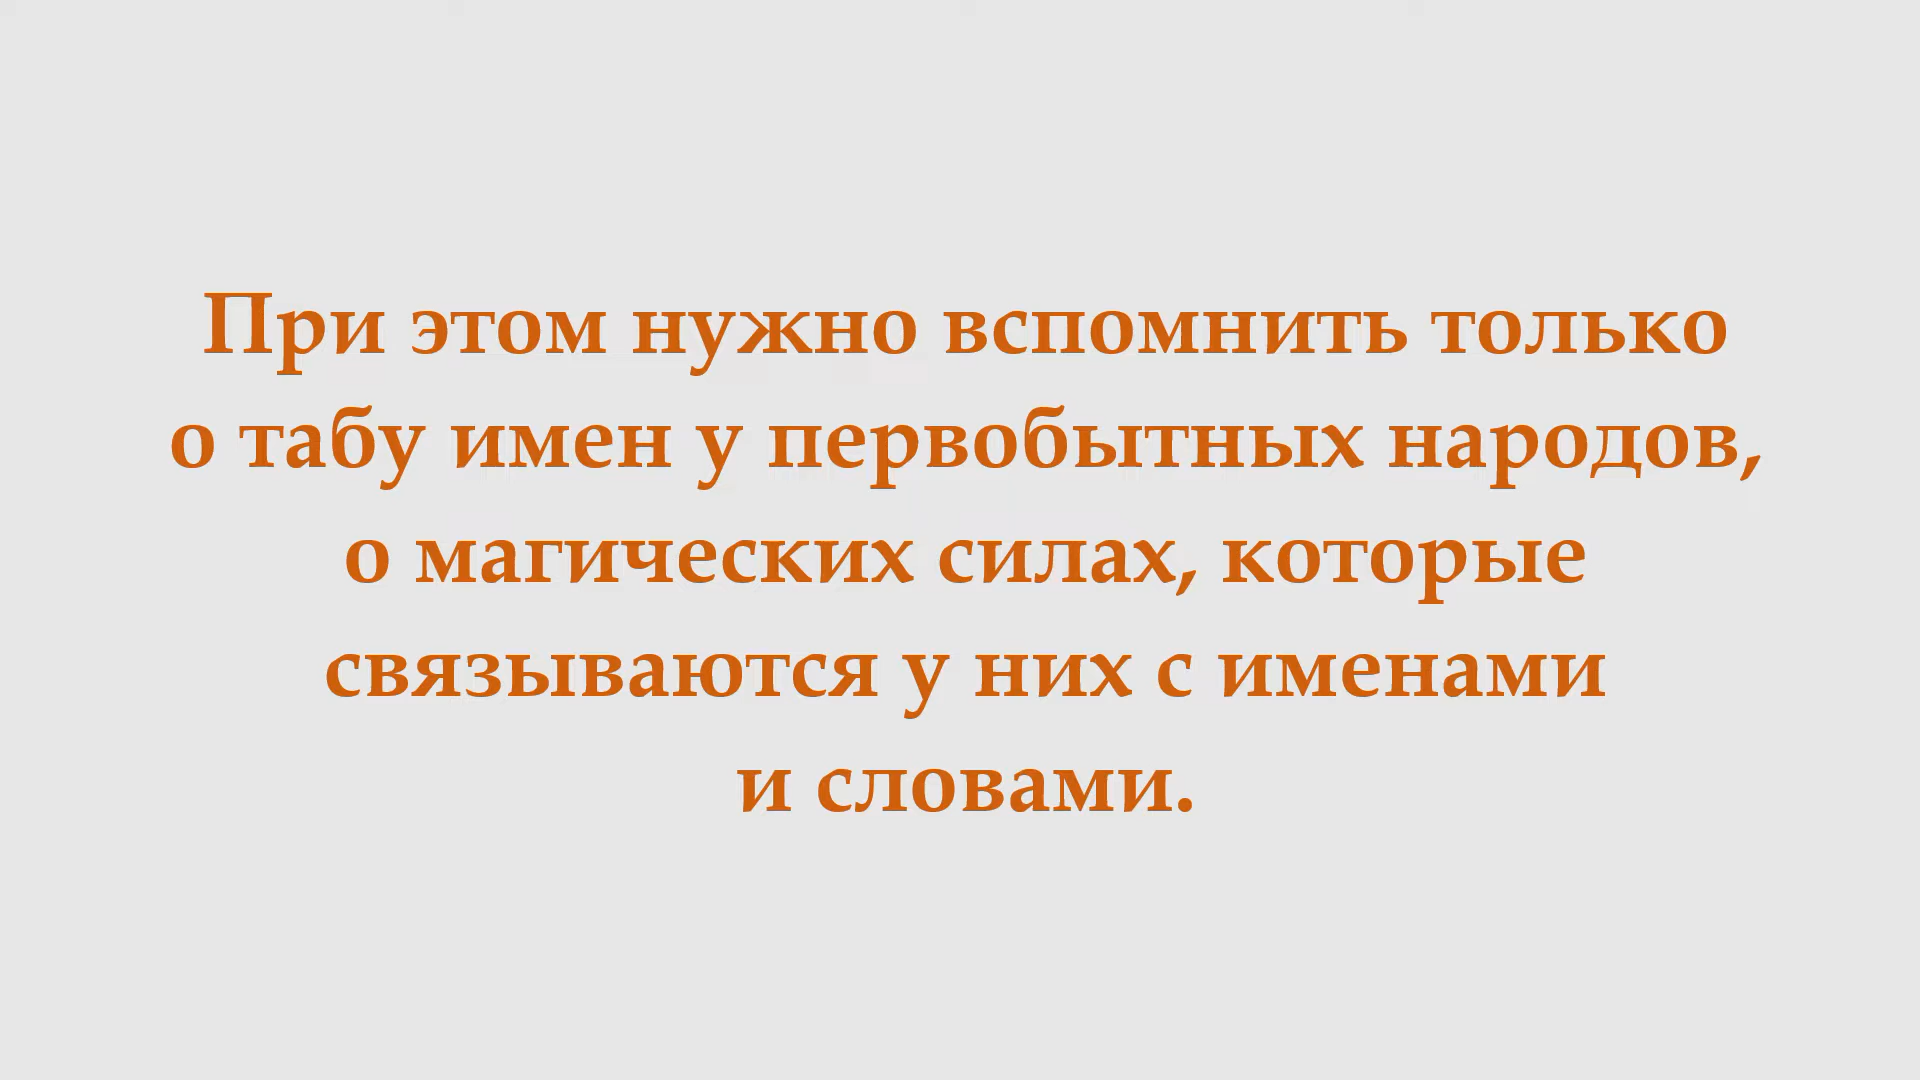 При этом нужно вспомнить только
о табу имен у первобытных народов,
о магических силах, которые
связываются у них с именами
и словами.